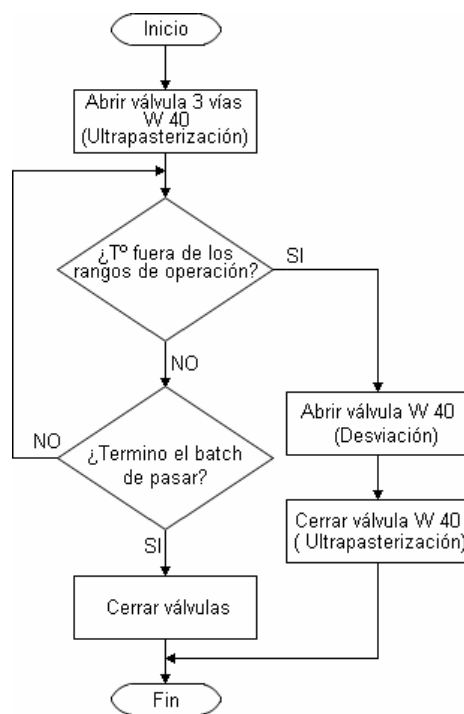 Inicio
Abrir válvula 3 vías
W 40
(Ultrapasterización)
¿Tº fuera de los
rangos de operación?
SI
NO
Abrir válvula W 40
(Desviación)
NO
¿Termino el batch
de pasar?
Cerrar válvula W 40
( Ultrapasterización)
SI
Cerrar válvulas
Fin